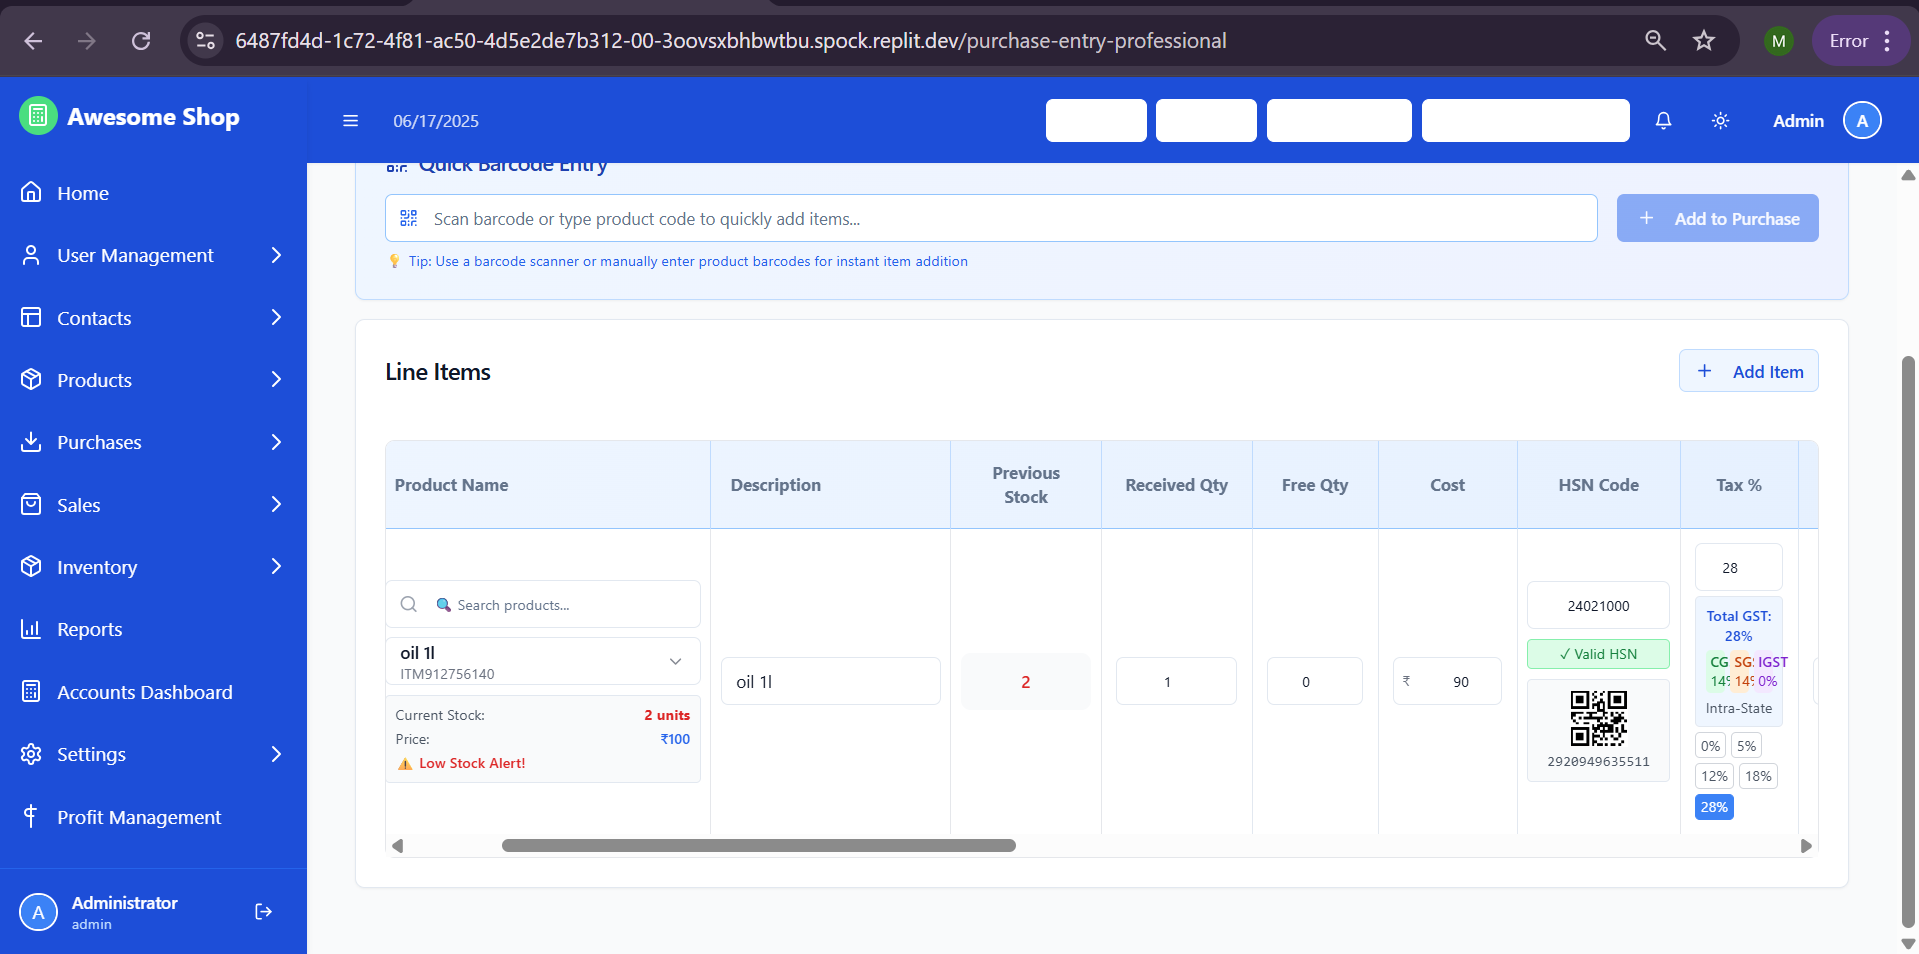 6487fd4d-1c72-4f81-ac50-4d5e2de7b312-00-3oovsxbhbwtbu.spock.replit.dev/purchase-entry-professional
M
Error
Awesome Shop
06/17/2025
Admin
A
Home
User Management
Contacts
Products
Purchases
Sales
Inventory
Reports
Accounts Dashboard
Settings
Profit Management
A
Administrator
admin
Quick Barcode Entry
Scan barcode or type product code to quickly add items...
+ Add to Purchase
Tip: Use a barcode scanner or manually enter product barcodes for instant item addition
Line Items
+ Add Item
Product Name
Description
Previous
Stock
Received Qty
Free Qty
Cost
HSN Code
Tax %
Search products...
oil 1l
ITM912756140
Current Stock: 2 units
Price: ₹100
Low Stock Alert!
oil 1l
2
1
0
₹ 90
24021000
✓ Valid HSN
2920949635511
28
Total GST:
28%
CG SG: IGST
14% 14% 0%
Intra-State
0% 5%
12% 18%
28%